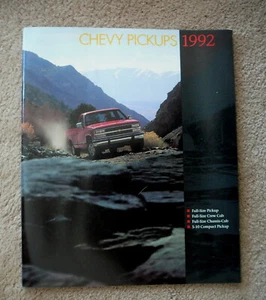 CHEVY PICKUPS 1992
Full-Size Pickup
Full-Size Crew Cab
Full-Size Chassis-Cab
S-10 Compact Pickup